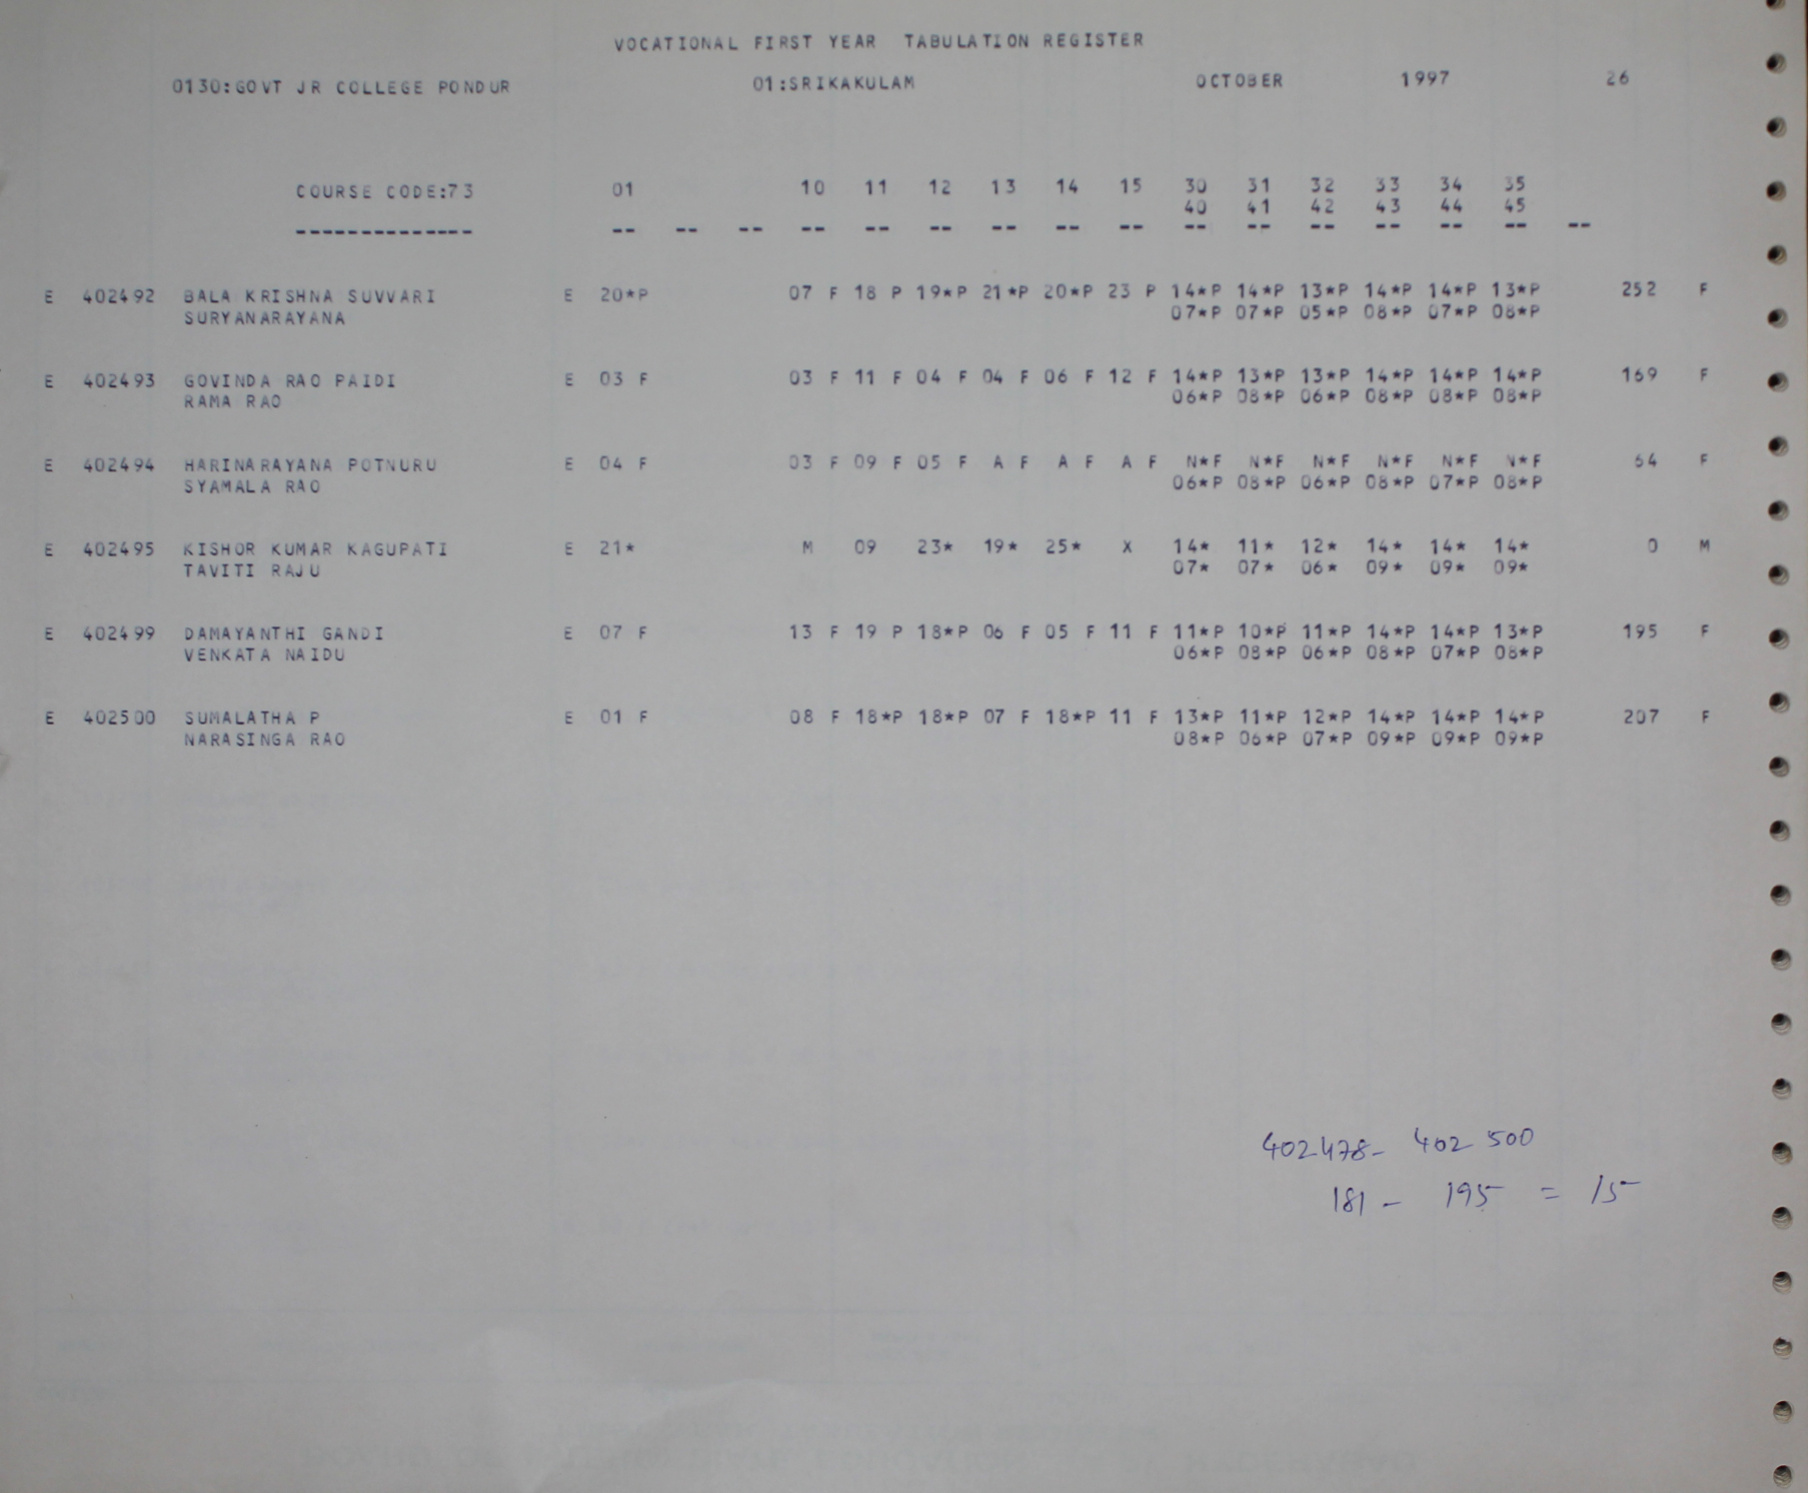 VOCATIONAL FIRST YEAR TABULATION REGISTER
0130:GOVT JR COLLEGE PONDUR 01:SRIKAKULAM OCTOBER 1997 26
COURSE CODE:73 01 10 11 12 13 14 15 30 31 32 33 34 35
40 41 42 43 44 45
-------------- -- -- -- -- -- -- -- -- -- -- -- -- -- -- -- --
E 402492 BALA KRISHNA SUVVARI E 20*P 07 F 18 P 19*P 21*P 20*P 23 P 14*P 14*P 13*P 14*P 14*P 13*P 252 F
SURYANARAYANA 07*P 07*P 05*P 08*P 07*P 08*P
E 402493 GOVINDA RAO PAIDI E 03 F 03 F 11 F 04 F 04 F 06 F 12 F 14*P 13*P 13*P 14*P 14*P 14*P 169 F
RAMA RAO 06*P 08*P 06*P 08*P 08*P 08*P
E 402494 HARINARAYANA POTNURU E 04 F 03 F 09 F 05 F A F A F A F N*F N*F N*F N*F N*F N*F 64 F
SYAMALA RAO 06*P 08*P 06*P 08*P 07*P 08*P
E 402495 KISHOR KUMAR KAGUPATI E 21* M 09 23* 19* 25* X 14* 11* 12* 14* 14* 14* 0 M
TAVITI RAJU 07* 07* 06* 09* 09* 09*
E 402499 DAMAYANTHI GANDI E 07 F 13 F 19 P 18*P 06 F 05 F 11 F 11*P 10*P 11*P 14*P 14*P 13*P 195 F
VENKATA NAIDU 06*P 08*P 06*P 08*P 07*P 08*P
E 402500 SUMALATHA P E 01 F 08 F 18*P 18*P 07 F 18*P 11 F 13*P 11*P 12*P 14*P 14*P 14*P 207 F
NARASINGA RAO 08*P 06*P 07*P 09*P 09*P 09*P
402478- 402500
181 - 195 = 15